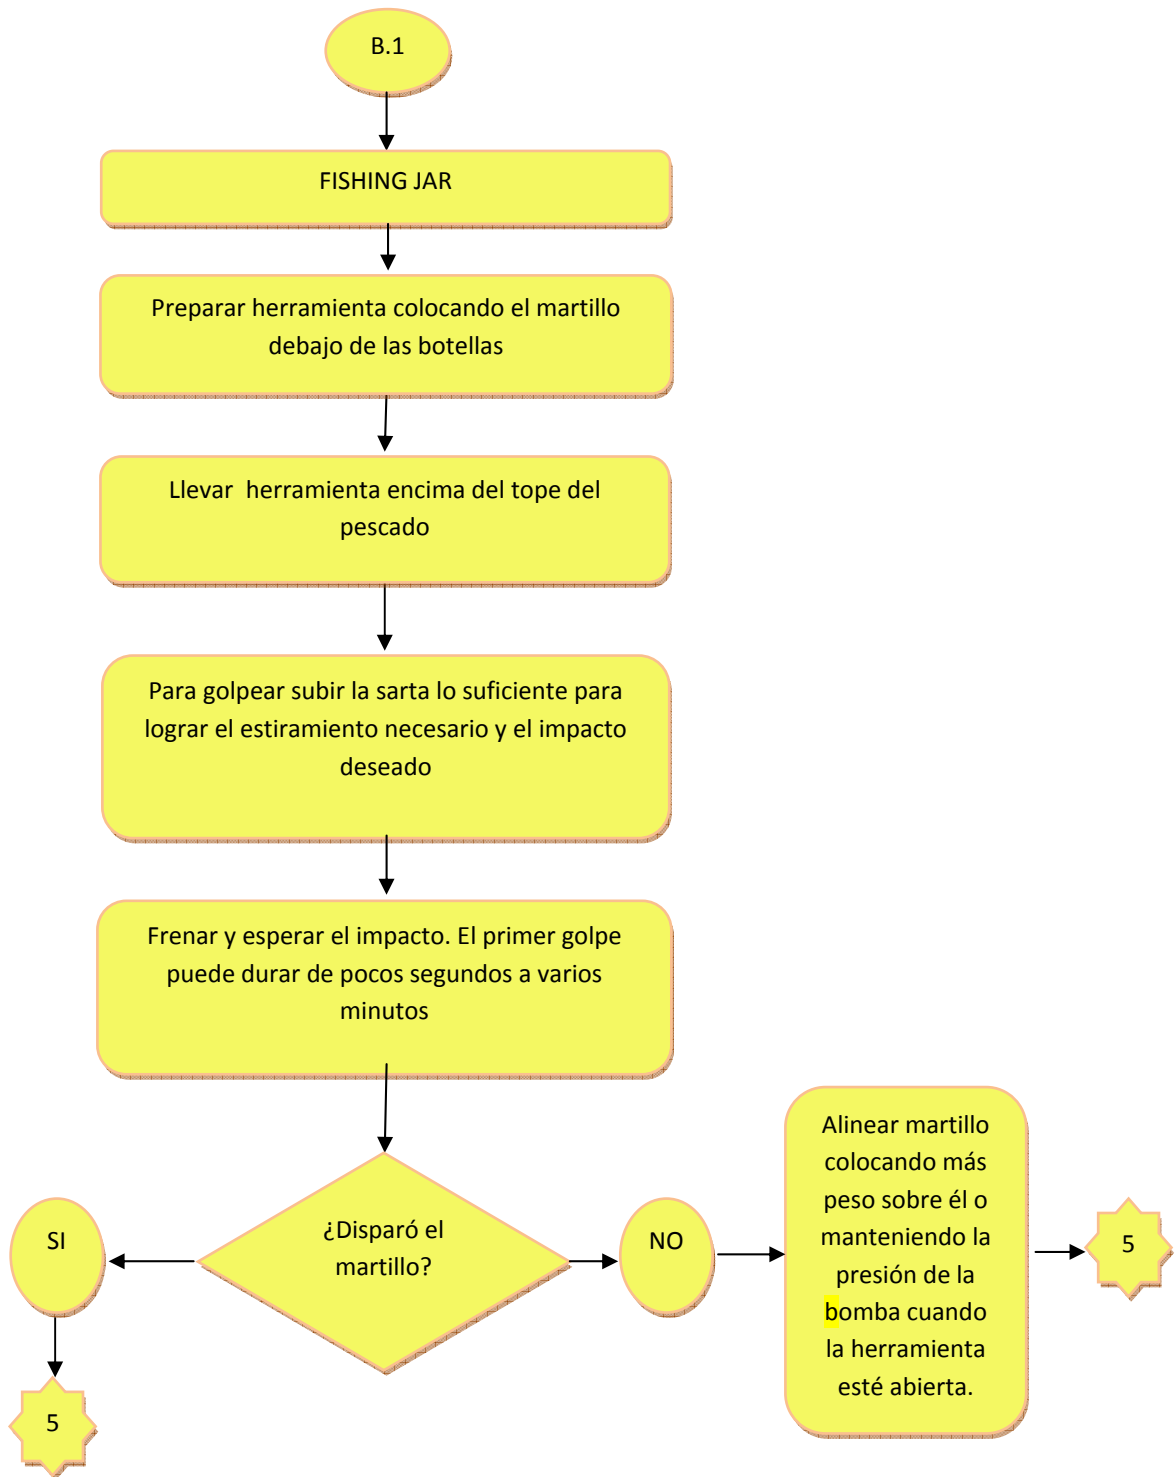 B.1
FISHING JAR
Preparar herramienta colocando el martillo
debajo de las botellas
Llevar  herramienta encima del tope del
pescado
Para golpear subir la sarta lo suficiente para
lograr el estiramiento necesario y el impacto
deseado
Frenar y esperar el impacto. El primer golpe
puede durar de pocos segundos a varios
minutos
¿Disparó el
martillo?
SI
NO
Alinear martillo
colocando más
peso sobre él o
manteniendo la
presión de la
bomba cuando
la herramienta
esté abierta.
5
5